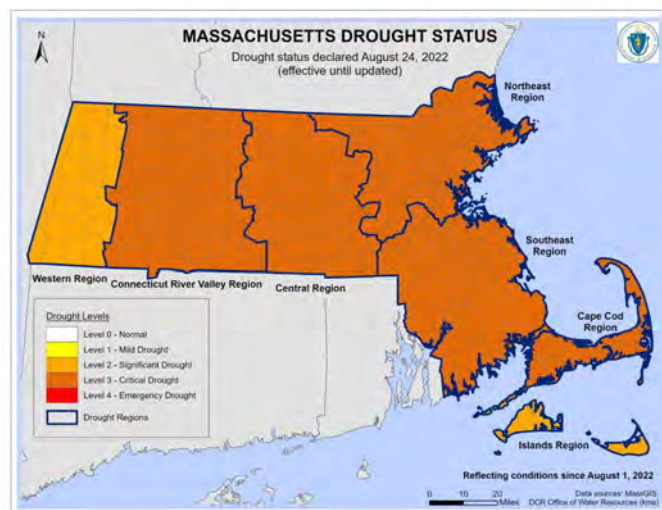 MASSACHUSETTS DROUGHT STATUS
Drought status declared August 24, 2022
(effective until updated)
N
Northeast
Region
Southeast
Region
Cape Cod
Region
Western Region
Connecticut River Valley Region
Central Region
Islands Region
Drought Levels
Level 0 - Normal
Level 1 - Mild Drought
Level 2 - Significant Drought
Level 3 - Critical Drought
Level 4 - Emergency Drought
Drought Regions
Reflecting conditions since August 1, 2022
0 10 20
Miles
Data sources: MassGIS,
DCR Office of Water Resources (kms)